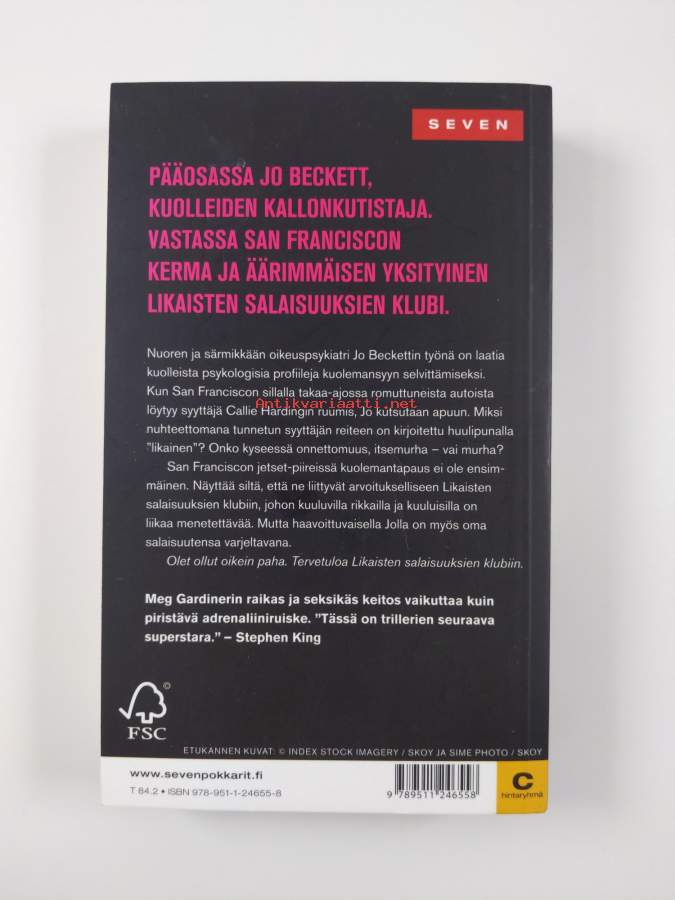 SEVEN
PÄÄOSASSA JO BECKETT,
KUOLLEIDEN KALLONKUTISTAJA.
VASTASSA SAN FRANCISCON
KERMA JA ÄÄRIMMÄISEN YKSITYINEN
LIKAISTEN SALAISUUKSIEN KLUBI.
Nuoren ja särmikkään oikeuspsykiatri Jo Beckettin työnä on laatia
kuolleista psykologisia profiileja kuolemansyyn selvittämiseksi.
Kun San Franciscon sillalla takaa-ajossa romuttuneista autoista
Antikvariaatti.net
löytyy syyttäjä Callie Hardingin ruumis, Jo kutsutaan apuun. Miksi
nuhteettomana tunnetun syyttäjän reiteen on kirjoitettu huulipunalla
”likainen”? Onko kyseessä onnettomuus, itsemurha – vai murha?
San Franciscon jetset-piireissä kuolemantapaus ei ole ensim-
mäinen. Näyttää siltä, että ne liittyvät arvoitukselliseen Likaisten
salaisuuksien klubiin, johon kuuluvilla rikkailla ja kuuluisilla on
liikaa menetettävää. Mutta haavoittuvaisella Jolla on myös oma
salaisuutensa varjeltavana.
Olet ollut oikein paha. Tervetuloa Likaisten salaisuuksien klubiin.
Meg Gardinerin raikas ja seksikäs keitos vaikuttaa kuin
piristävä adrenaliiniruiske. ”Tässä on trillerien seuraava
superstara.” – Stephen King
©
FSC
ETUKANNEN KUVAT: © INDEX STOCK IMAGERY / SKOY JA SIME PHOTO / SKOY
www.sevenpokkarit.fi
T 84.2 • ISBN 978-951-1-24655-8
9 789511 246558
C
hintaryhmä